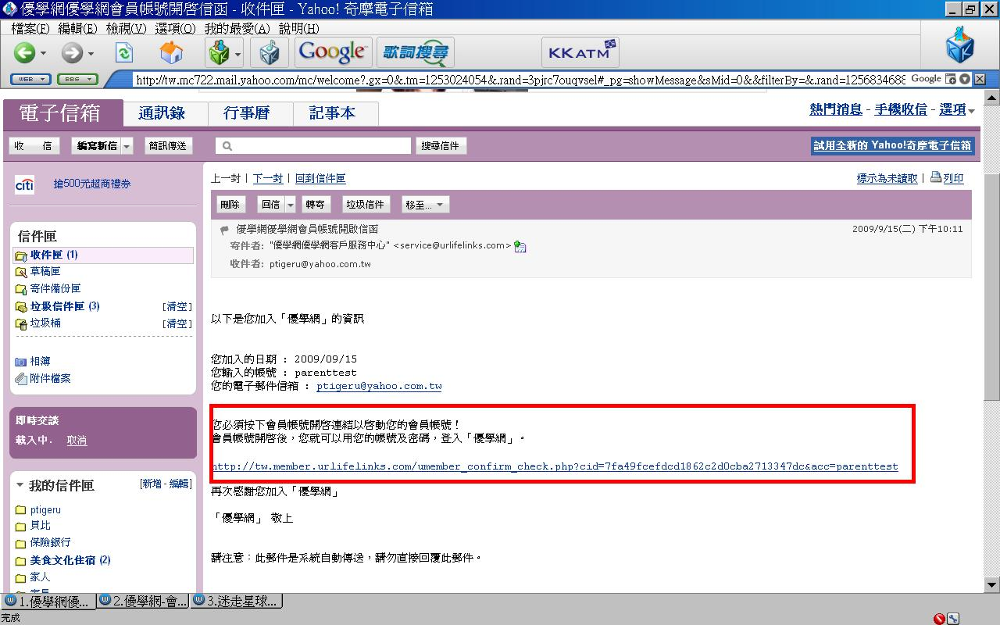 優學網優學網會員帳號開啓信函 - 收件匣 - Yahoo! 奇摩電子信箱
檔案(F) 編輯(E) 檢視(V) 選項(O) 我的最愛(A) 說明(H)
Google 歌詞搜尋 KKATM KK
WEB BBS http://tw.mc722.mail.yahoo.com/mc/welcome?.gx=0&.tm=1253024054&.rand=3pjrc7ouqvsel#_pg=showMessage&sMid=0&&filterBy=&.rand=1256834688 Google
電子信箱 通訊錄 行事曆 記事本 熱門消息 - 手機收信 - 選項
收 信 編寫新信 簡訊傳送 搜尋信件 試用全新的 Yahoo!奇摩電子信箱
citi 搶500元超商禮券
上一封 | 下一封 | 回到信件匣 標示為未讀取 | 列印
刪除 回信 轉寄 垃圾信件 移至...
優學網優學網會員帳號開啟信函 2009/9/15(二) 下午10:11
寄件者: "優學網優學網客戶服務中心" <service@urlifelinks.com>
收件者: ptigeru@yahoo.com.tw
信件匣
收件匣 (1)
草稿匣
寄件備份匣
垃圾信件匣 (3) [清空]
垃圾桶 [清空]
相簿
附件檔案
即時交談
載入中. 取消
我的信件匣 [新增 - 編輯]
ptigeru
貝比
保險銀行
美食文化住宿 (2)
家人
以下是您加入「優學網」的資訊
您加入的日期 : 2009/09/15
您輸入的帳號 : parenttest
您的電子郵件信箱 : ptigeru@yahoo.com.tw
您必須按下會員帳號開啓連結以啓動您的會員帳號！
會員帳號開啓後，您就可以用您的帳號及密碼，登入「優學網」。
http://tw.member.urlifelinks.com/umember_confirm_check.php?cid=7fa49fcefdcd1862c2d0cba2713347dc&acc=parenttest
再次感謝您加入「優學網」
「優學網」 敬上
請注意：此郵件是系統自動傳送，請勿直接回覆此郵件。
1.優學網優... 2.優學網-會... 3.迷走星球...
完成